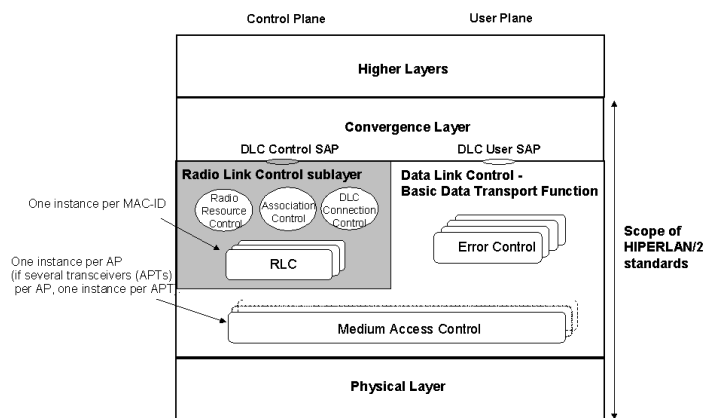 Control Plane
User Plane
Higher Layers
Convergence Layer
DLC Control SAP
DLC User SAP
Radio Link Control sublayer
Data Link Control -
Basic Data Transport Function
Radio
Resource
Control
Association
Control
DLC
Connection
Control
One instance per MAC-ID
RLC
Error Control
Scope of
HIPERLAN/2
standards
One instance per AP
(if several transceivers (APTs)
per AP, one instance per APT)
Medium Access Control
Physical Layer